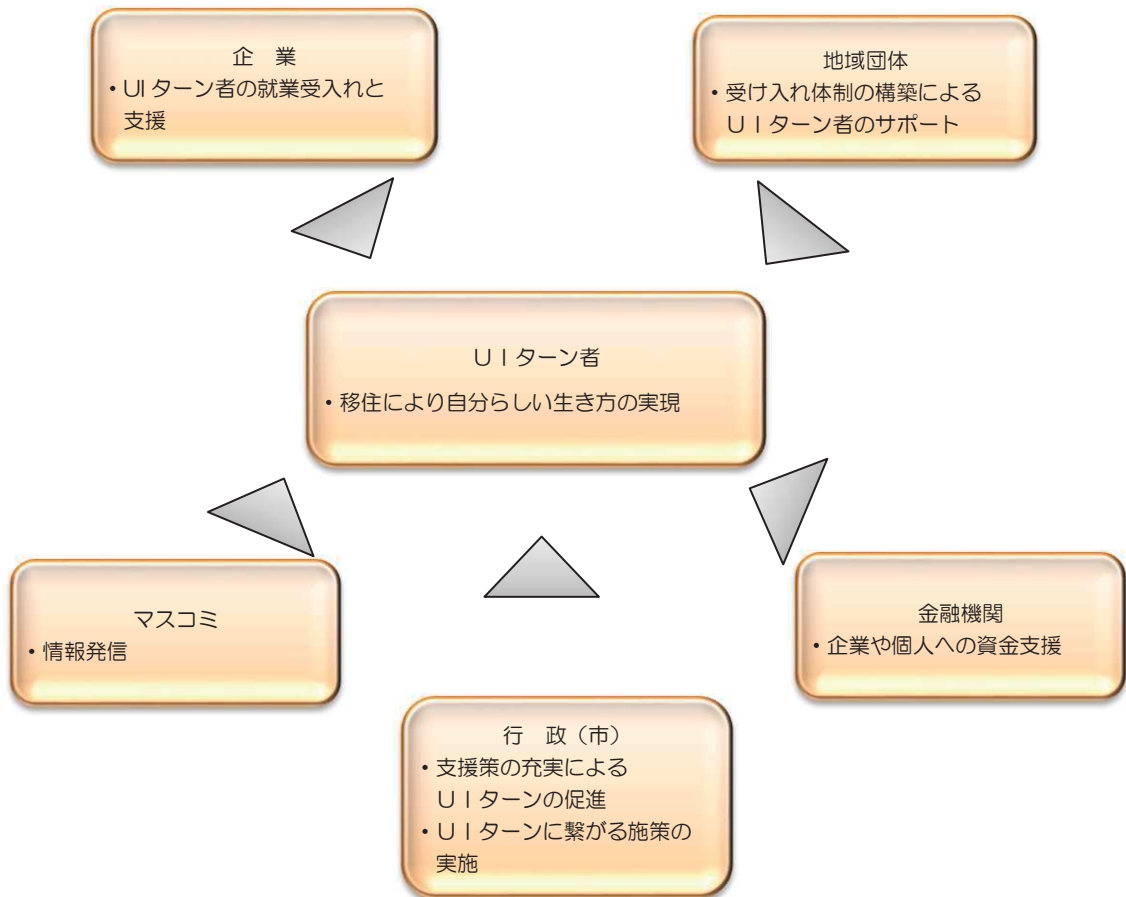 企　業
・UIターン者の就業受入れと
支援
地域団体
・受け入れ体制の構築による
ＵＩターン者のサポート
ＵＩターン者
・移住により自分らしい生き方の実現
マスコミ
・情報発信
金融機関
・企業や個人への資金支援
行　政（市）
・支援策の充実による
ＵＩターンの促進
・ＵＩターンに繋がる施策の
実施